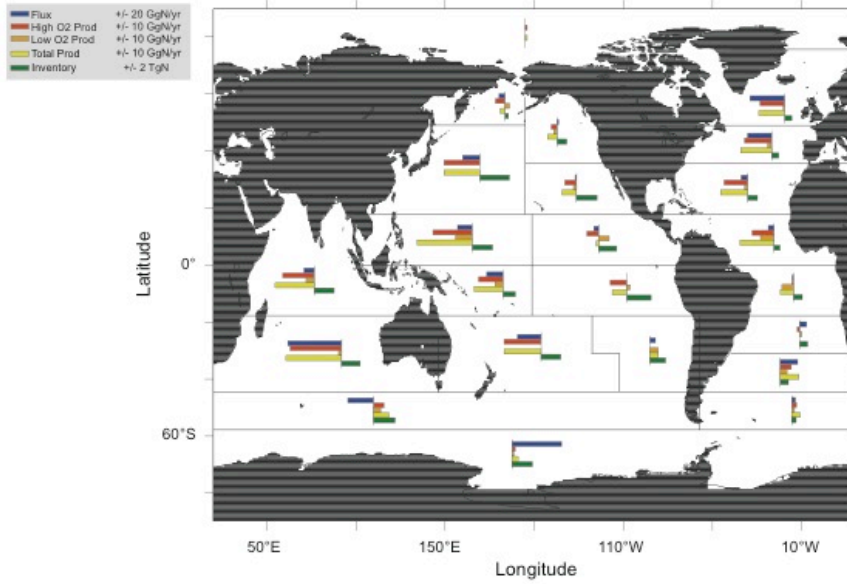 Flux +/- 20 GgN/yr
High O2 Prod +/- 10 GgN/yr
Low O2 Prod +/- 10 GgN/yr
Total Prod +/- 10 GgN/yr
Inventory +/- 2 TgN
Latitude
0°
60°S
50°E 150°E 110°W 10°W
Longitude